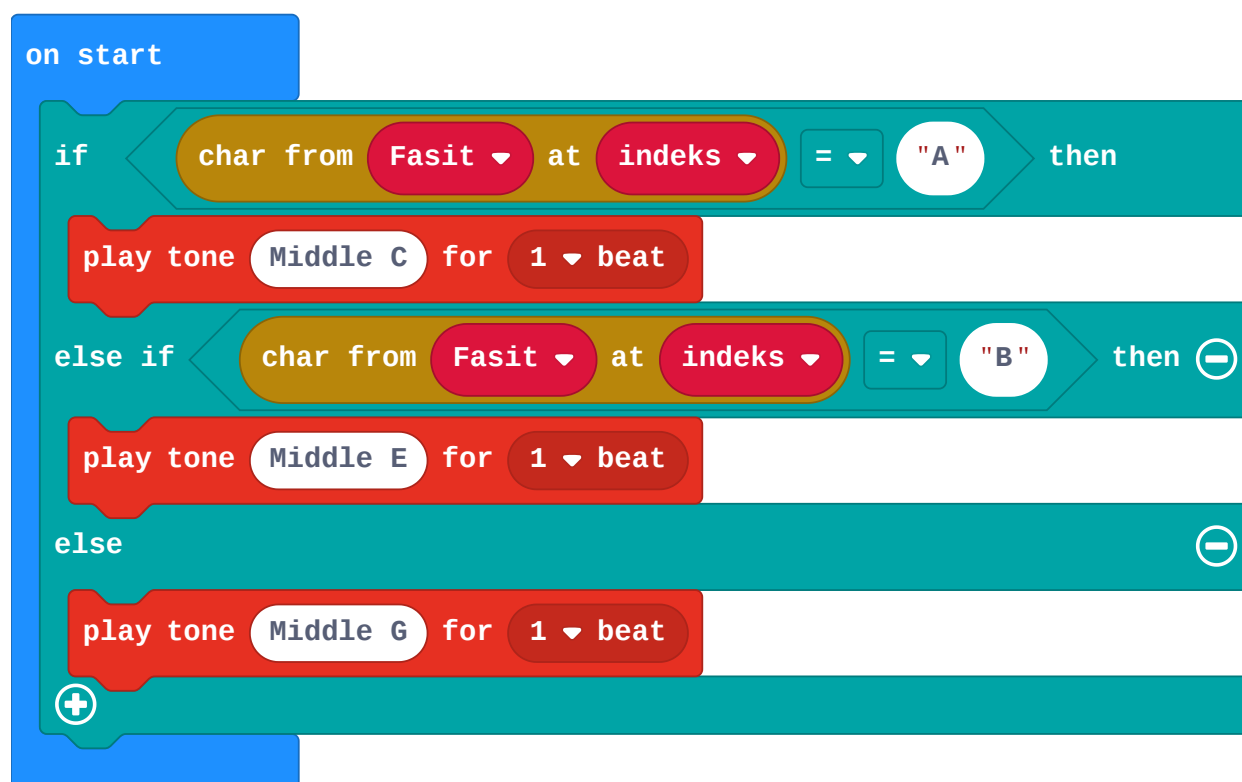 on start
if char from Fasit at indeks = "A" then
play tone Middle C for 1 beat
else if char from Fasit at indeks = "B" then
play tone Middle E for 1 beat
else
play tone Middle G for 1 beat